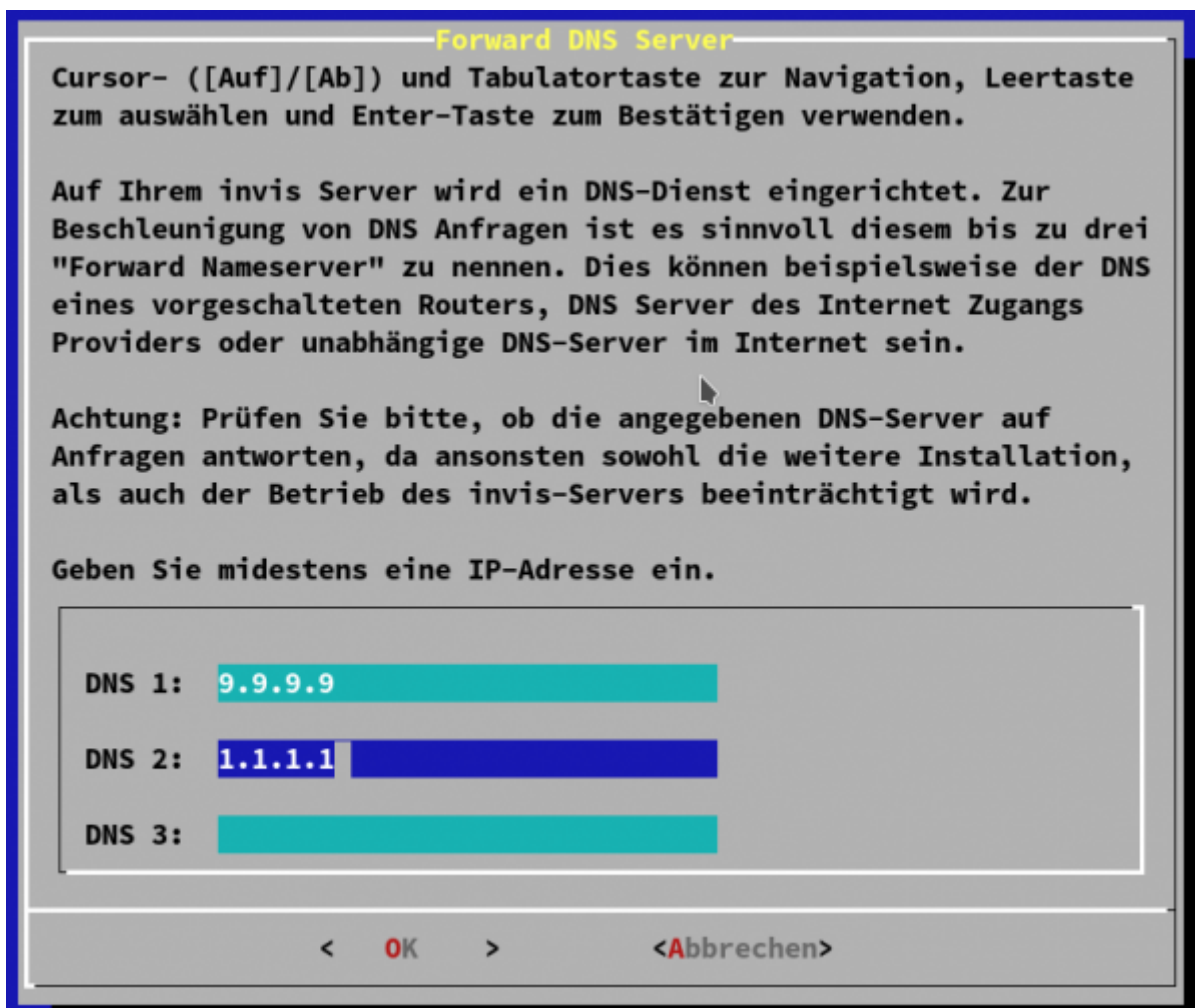 Forward DNS Server
Cursor- ([Auf]/[Ab]) und Tabulatortaste zur Navigation, Leertaste
zum auswählen und Enter-Taste zum Bestätigen verwenden.
Auf Ihrem invis Server wird ein DNS-Dienst eingerichtet. Zur
Beschleunigung von DNS Anfragen ist es sinnvoll diesem bis zu drei
"Forward Nameserver" zu nennen. Dies können beispielsweise der DNS
eines vorgeschalteten Routers, DNS Server des Internet Zugangs
Providers oder unabhängige DNS-Server im Internet sein.
Achtung: Prüfen Sie bitte, ob die angegebenen DNS-Server auf
Anfragen antworten, da ansonsten sowohl die weitere Installation,
als auch der Betrieb des invis-Servers beeinträchtigt wird.
Geben Sie midestens eine IP-Adresse ein.
DNS 1: 9.9.9.9
DNS 2: 1.1.1.1
DNS 3:
< OK > <Abbrechen>